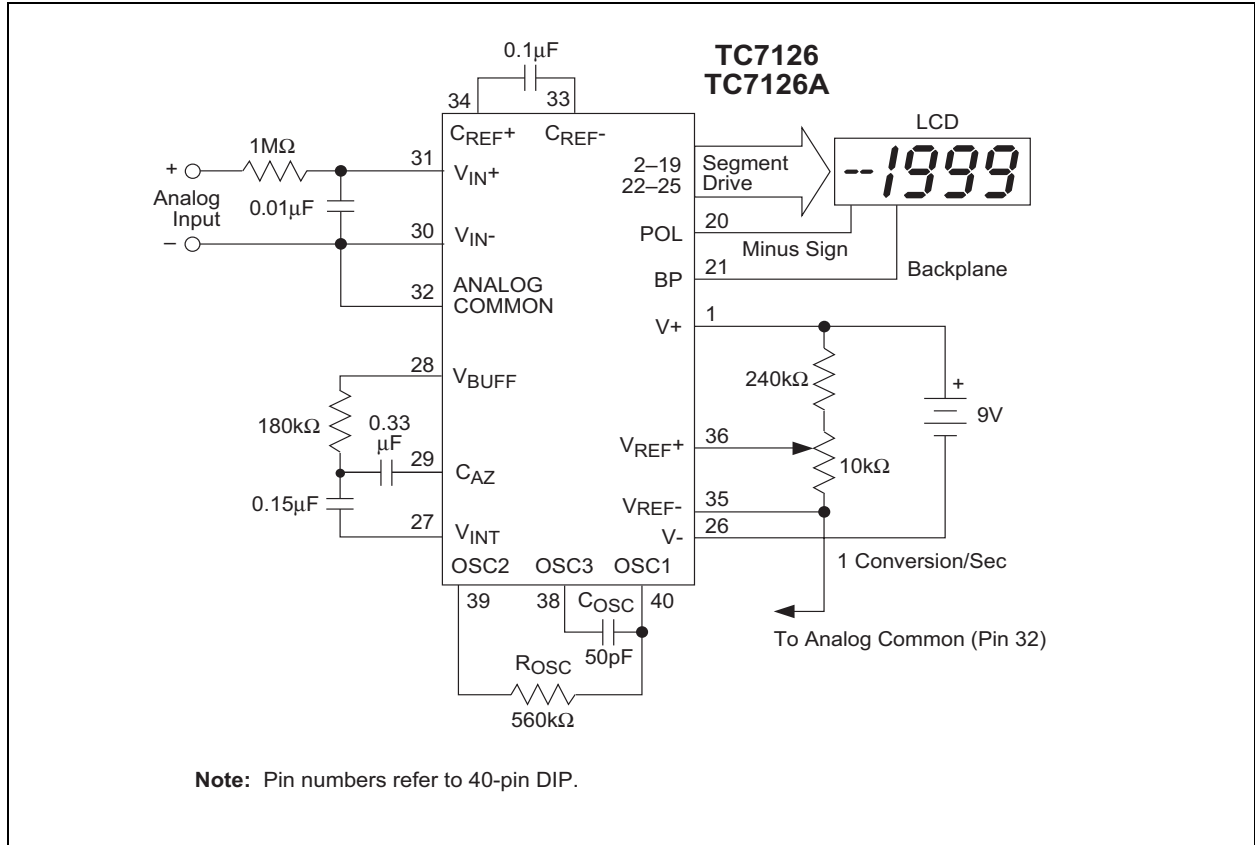 TC7126
TC7126A
0.1μF
34
33
CREF+
CREF-
LCD
1MΩ
31
VIN+
2–19
22–25
Segment
Drive
--1999
+
Analog
Input
–
0.01μF
30
VIN-
POL
20
Minus Sign
32
ANALOG
COMMON
BP
21
Backplane
V+
1
28
VBUFF
240kΩ
+
9V
180kΩ
0.33
μF
VREF+
36
10kΩ
29
CAZ
0.15μF
VREF-
35
27
VINT
V-
26
1 Conversion/Sec
OSC2
OSC3
OSC1
39
38
COSC
40
50pF
To Analog Common (Pin 32)
ROSC
560kΩ
Note: Pin numbers refer to 40-pin DIP.